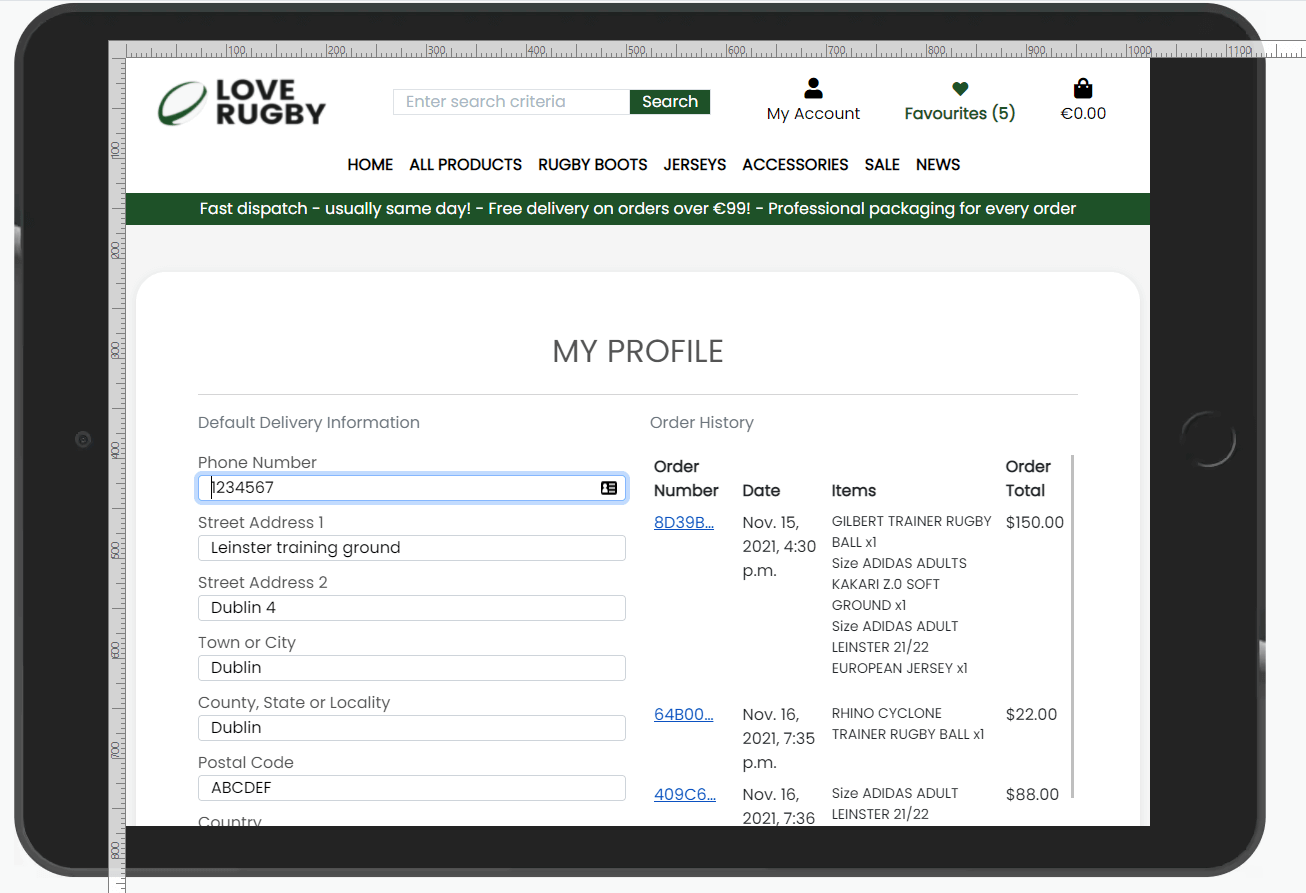 100 200 300 400 500 600 700 800 900 1000 1100
LOVE
RUGBY
Enter search criteria
Search
My Account
Favourites (5)
€0.00
HOME ALL PRODUCTS RUGBY BOOTS JERSEYS ACCESSORIES SALE NEWS
Fast dispatch - usually same day! - Free delivery on orders over €99! - Professional packaging for every order
MY PROFILE
Default Delivery Information
Phone Number
1234567
Street Address 1
Leinster training ground
Street Address 2
Dublin 4
Town or City
Dublin
County, State or Locality
Dublin
Postal Code
ABCDEF
Country
Order History
Order
Number
Date
Items
Order
Total
8D39B...
Nov. 15,
2021, 4:30
p.m.
GILBERT TRAINER RUGBY
BALL x1
Size ADIDAS ADULTS
KAKARI Z.0 SOFT
GROUND x1
Size ADIDAS ADULT
LEINSTER 21/22
EUROPEAN JERSEY x1
$150.00
64B00...
Nov. 16,
2021, 7:35
p.m.
RHINO CYCLONE
TRAINER RUGBY BALL x1
$22.00
409C6...
Nov. 16,
2021, 7:36
Size ADIDAS ADULT
LEINSTER 21/22
$88.00
100
200
300
400
500
600
700
800